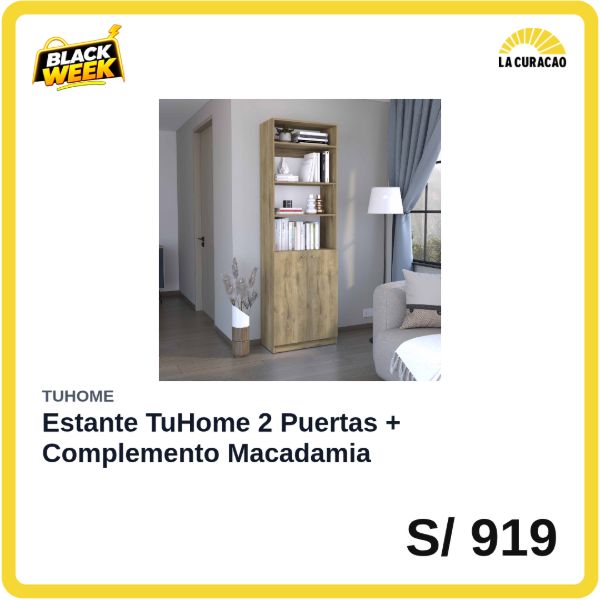 BLACK
WEEK
LA CURACAO
TUHOME
Estante TuHome 2 Puertas +
Complemento Macadamia
S/ 919